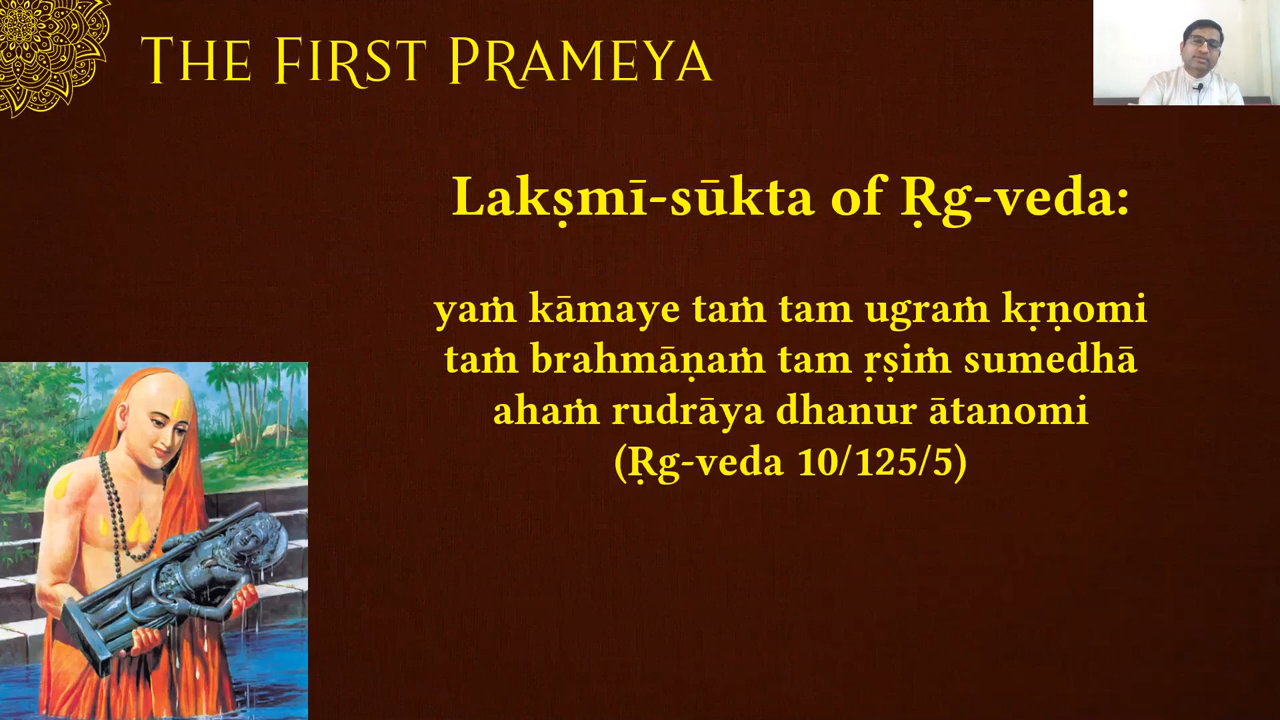 The First Prameya
Lakṣmī-sūkta of Ṛg-veda:
yaṁ kāmaye taṁ tam ugraṁ kṛṇomi
taṁ brahmāṇaṁ tam ṛṣiṁ sumedhā
ahaṁ rudrāya dhanur ātanomi
(Ṛg-veda 10/125/5)